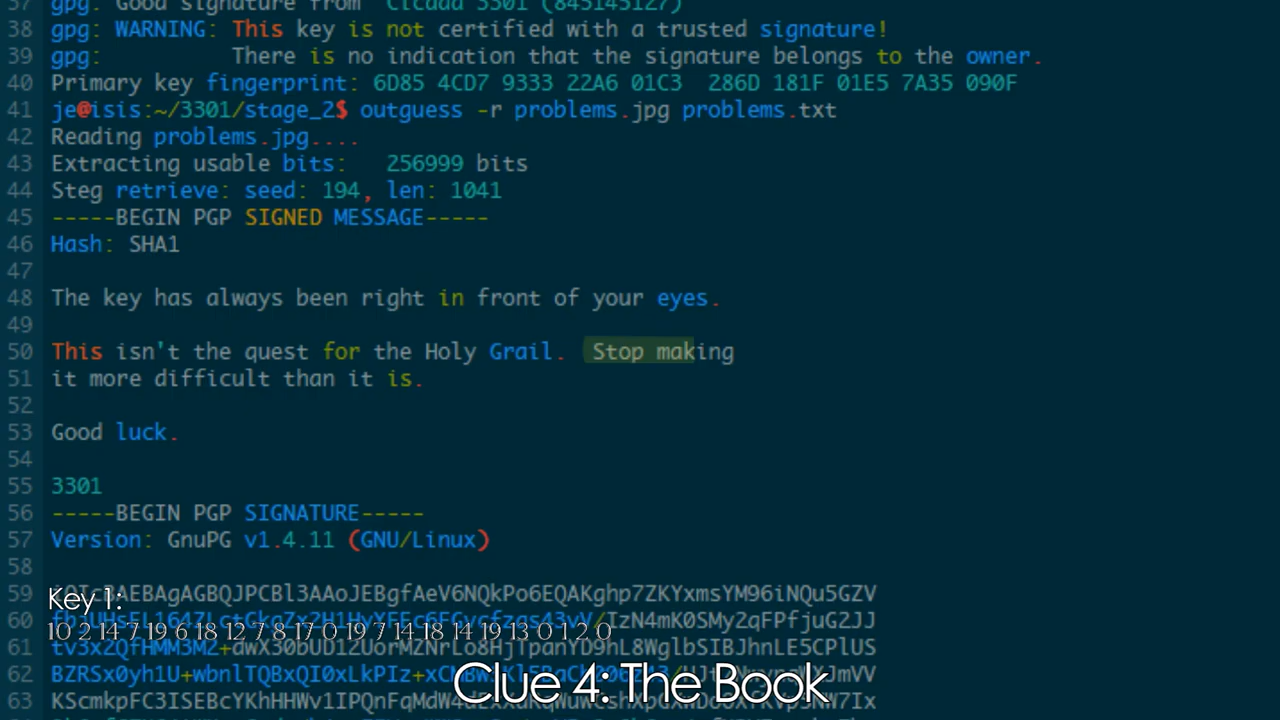 37 gpg: Good signature from "Cicada 3301 (845145127)
38 gpg: WARNING: This key is not certified with a trusted signature!
39 gpg:          There is no indication that the signature belongs to the owner.
40 Primary key fingerprint: 6D85 4CD7 9333 22A6 01C3  286D 181F 01E5 7A35 090F
41 je@isis:~/3301/stage_2$ outguess -r problems.jpg problems.txt
42 Reading problems.jpg....
43 Extracting usable bits:   256999 bits
44 Steg retrieve: seed: 194, len: 1041
45 -----BEGIN PGP SIGNED MESSAGE-----
46 Hash: SHA1
47
48 The key has always been right in front of your eyes.
49
50 This isn't the quest for the Holy Grail.  Stop making
51 it more difficult than it is.
52
53 Good luck.
54
55 3301
56 -----BEGIN PGP SIGNATURE-----
57 Version: GnuPG v1.4.11 (GNU/Linux)
58
59
Key 1:
60
10 2 14 7 19 6 18 12 7 8 17 0 19 7 14 18 14 19 13 0 1 2 0
61
62
Clue 4: The Book
63